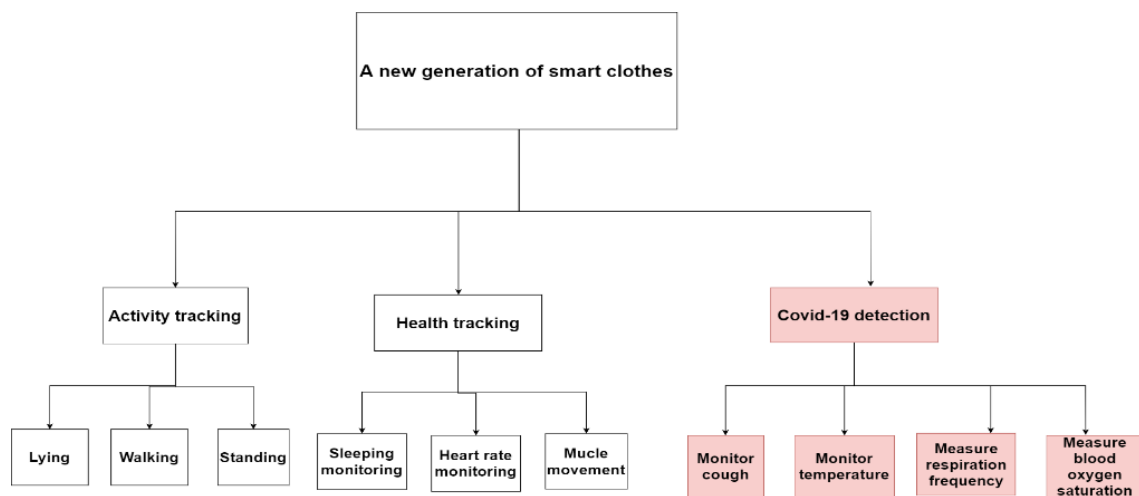 A new generation of smart clothes
Activity tracking
Health tracking
Covid-19 detection
Lying
Walking
Standing
Sleeping
monitoring
Heart rate
monitoring
Mucle
movement
Monitor
cough
Monitor
temperature
Measure
respiration
frequency
Measure
blood
oxygen
saturation